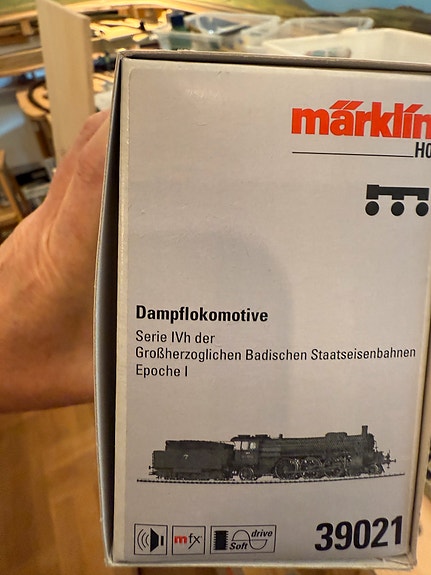 märklin
H0
Dampflokomotive
Serie IVh der
Großherzoglichen Badischen Staatseisenbahnen
Epoche I
mfx
Soft drive
39021